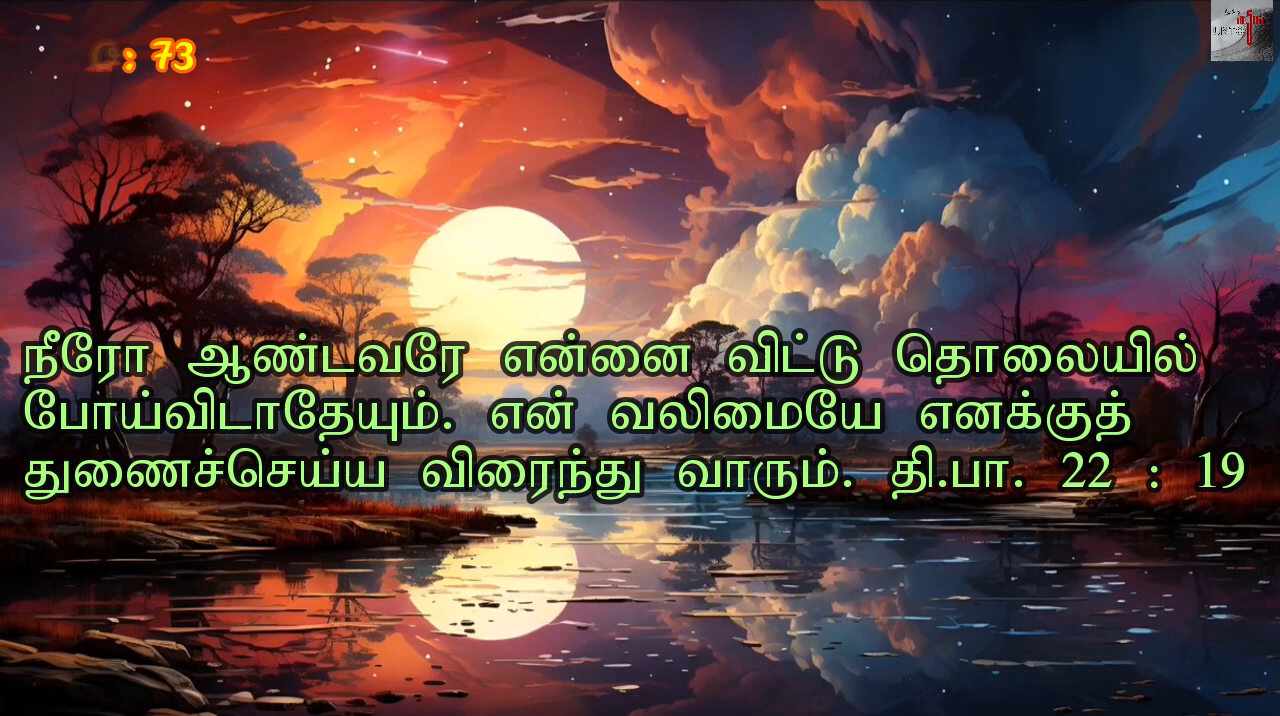 : 73
நீரோ ஆண்டவரே என்னை விட்டு தொலையில்
போய்விடாதேயும். என் வலிமையே எனக்குத்
துணைச்செய்ய விரைந்து வாரும். தி.பா. 22 : 19